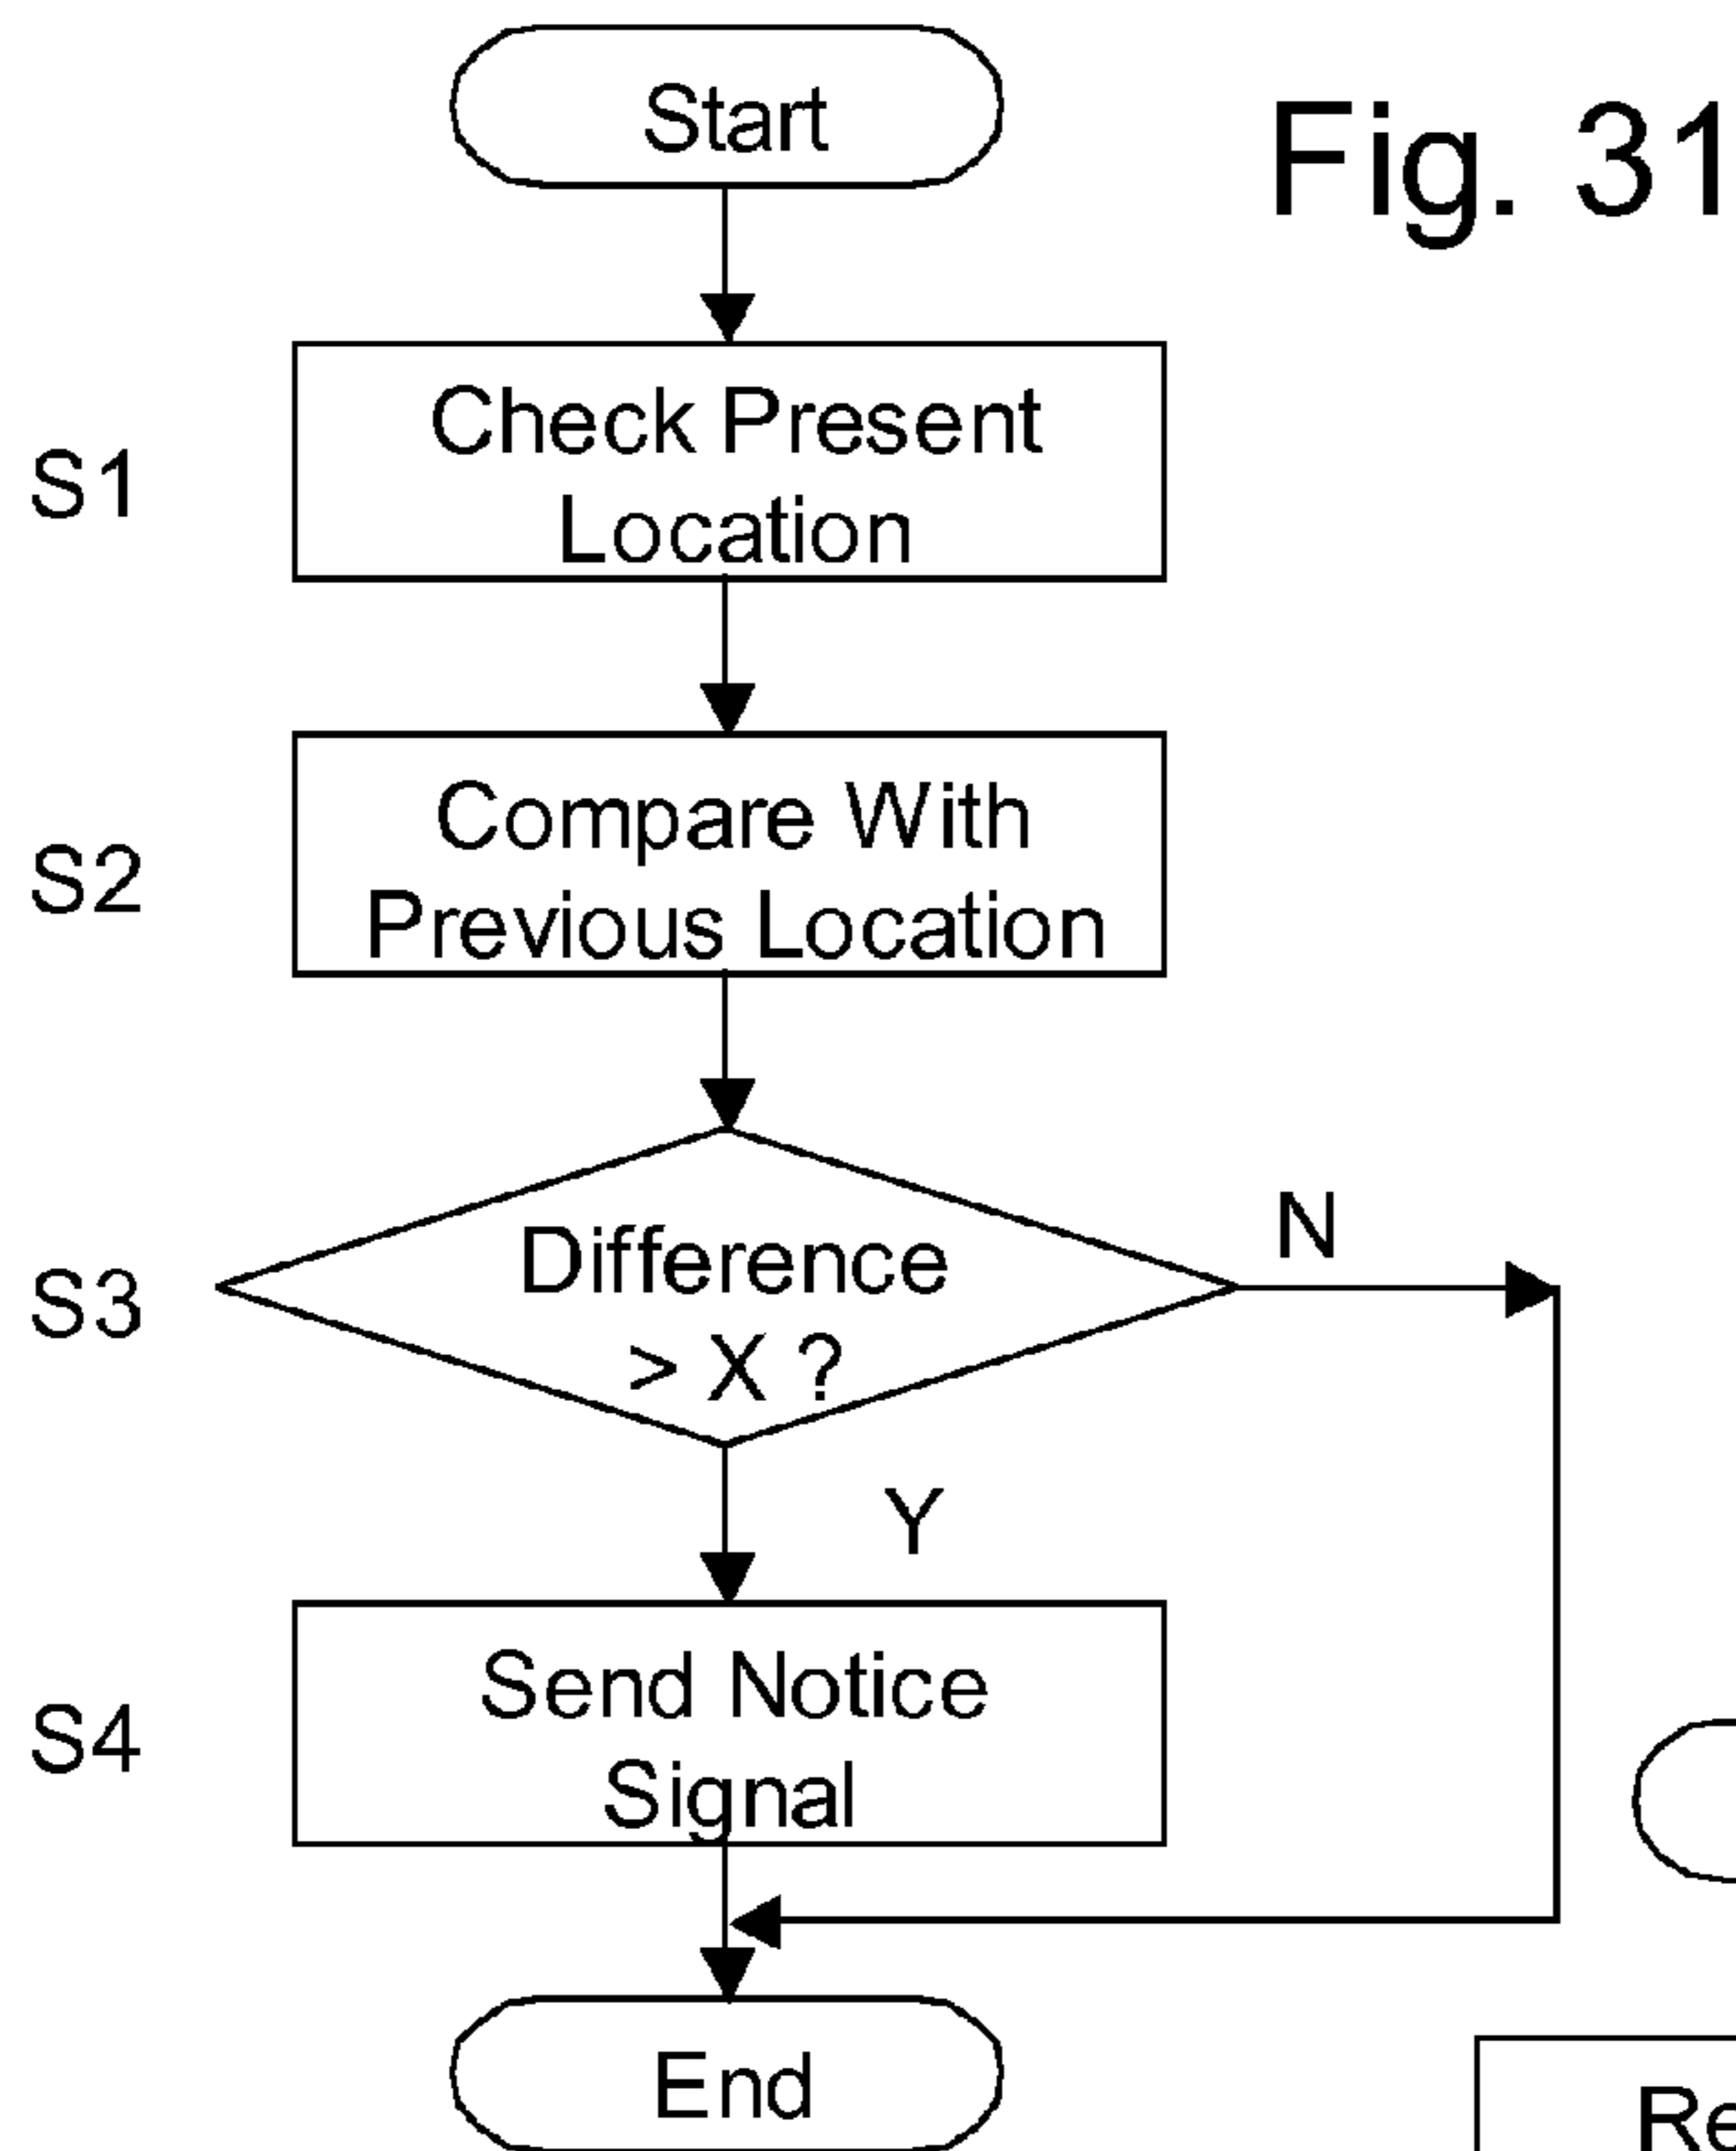 Start
Fig. 31
S1
Check Present
Location
S2
Compare With
Previous Location
S3
Difference
> X ?
N
Y
S4
Send Notice
Signal
End